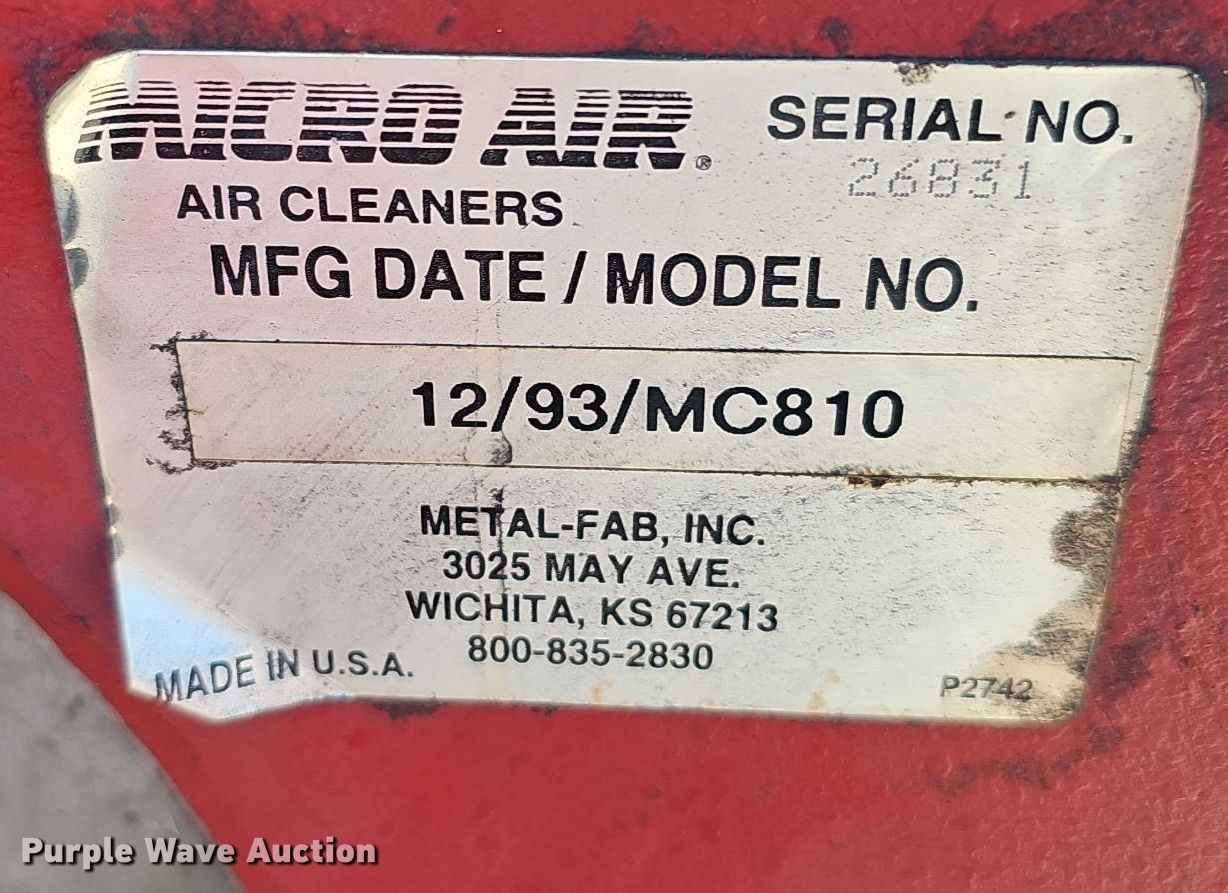 MICRO AIR®
SERIAL NO.
26831
AIR CLEANERS
MFG DATE / MODEL NO.
12/93/MC810
METAL-FAB, INC.
3025 MAY AVE.
WICHITA, KS 67213
800-835-2830
MADE IN U.S.A.
P2742
Purple Wave Auction